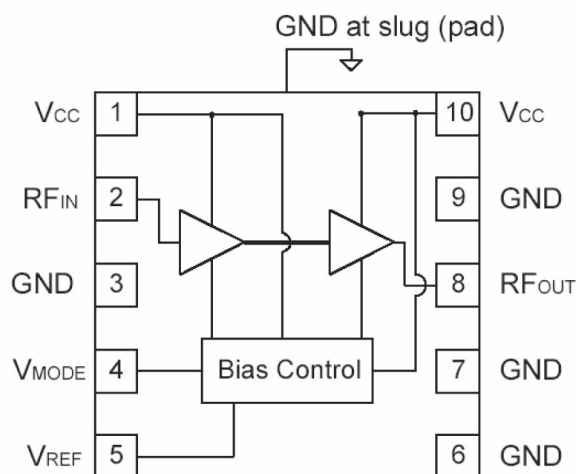 GND at slug (pad)
VCC 1 10 VCC
RFIN 2 9 GND
GND 3 8 RFOUT
VMODE 4 Bias Control 7 GND
VREF 5 6 GND